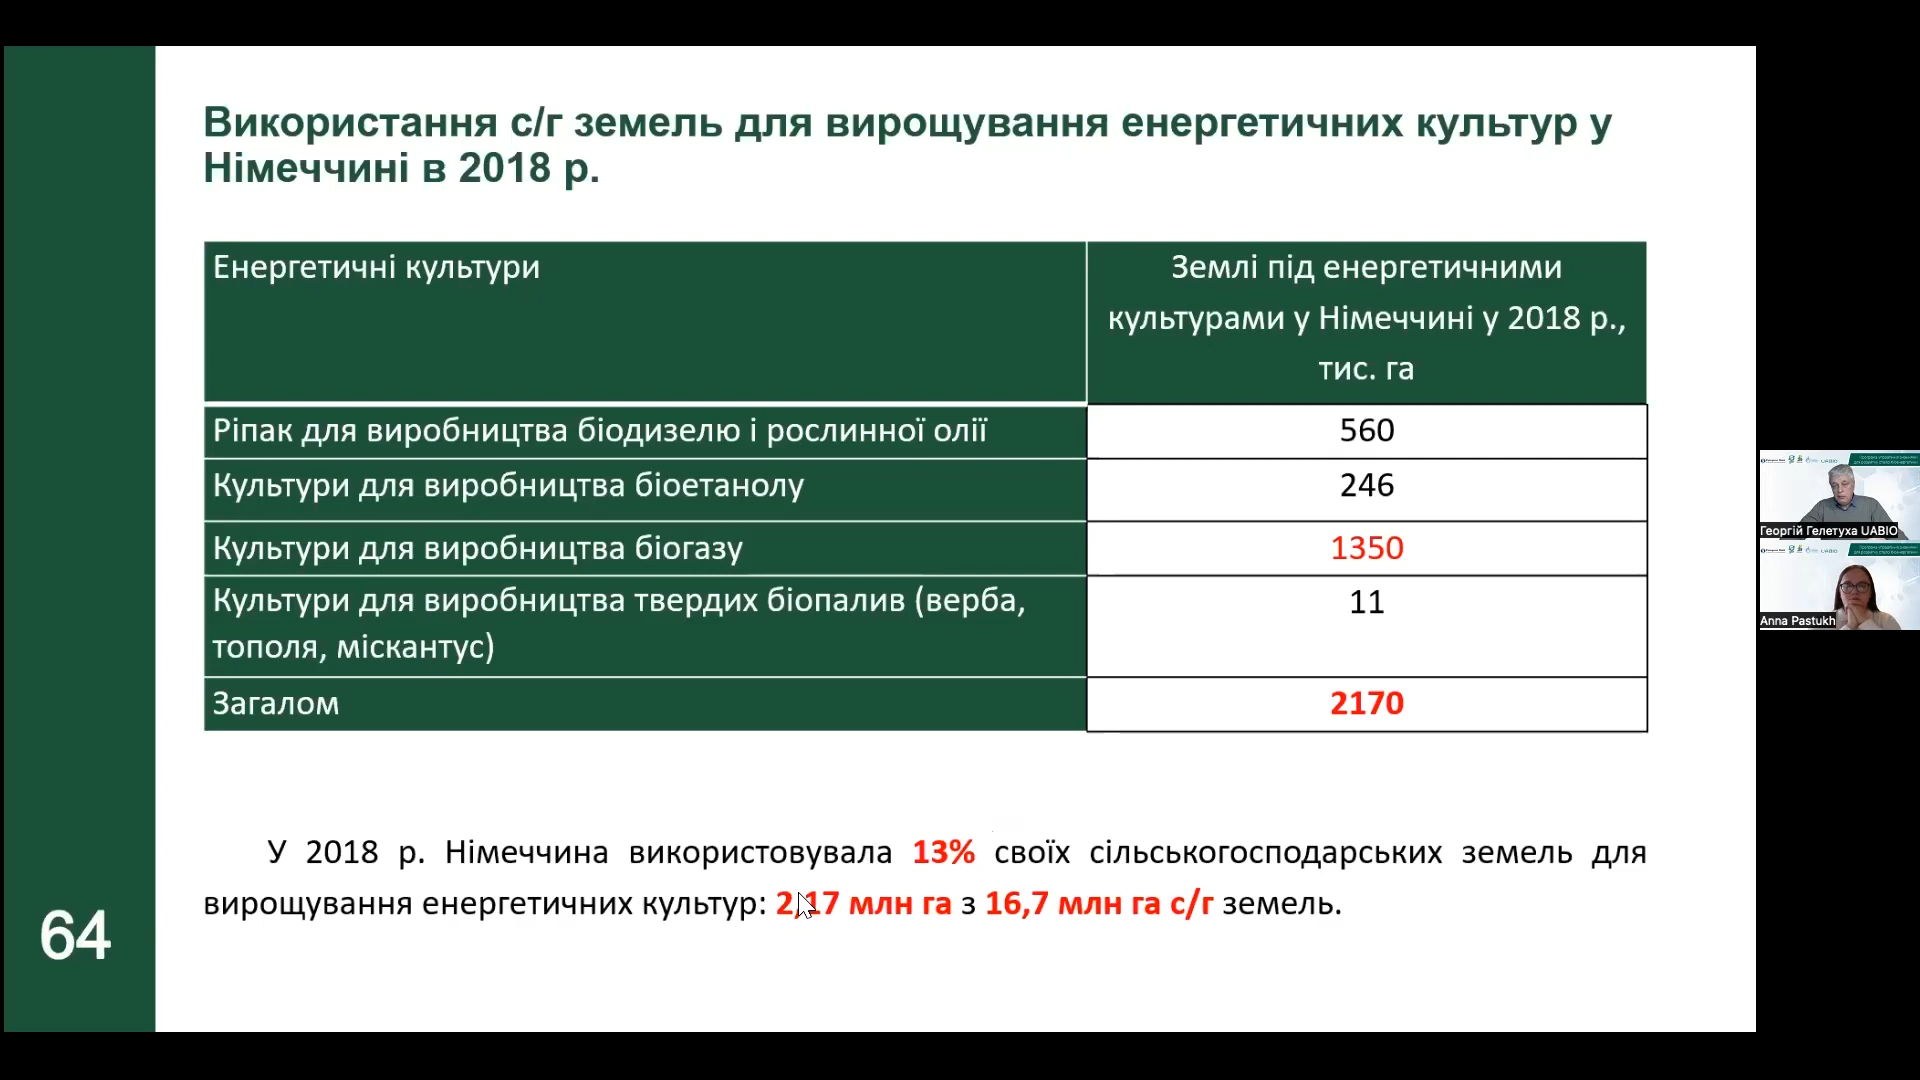 Використання с/г земель для вирощування енергетичних культур у
Німеччині в 2018 р.
Енергетичні культури
Землі під енергетичними
культурами у Німеччині у 2018 р.,
тис. га
Ріпак для виробництва біодизелю і рослинної олії
560
Культури для виробництва біоетанолу
246
Культури для виробництва біогазу
1350
Культури для виробництва твердих біопалив (верба,
тополя, міскантус)
11
Загалом
2170
У 2018 р. Німеччина використовувала 13% своїх сільськогосподарських земель для
вирощування енергетичних культур: 2,17 млн га з 16,7 млн га с/г земель.
64
Георгій Гелетуха UABIO
Anna Pastukh